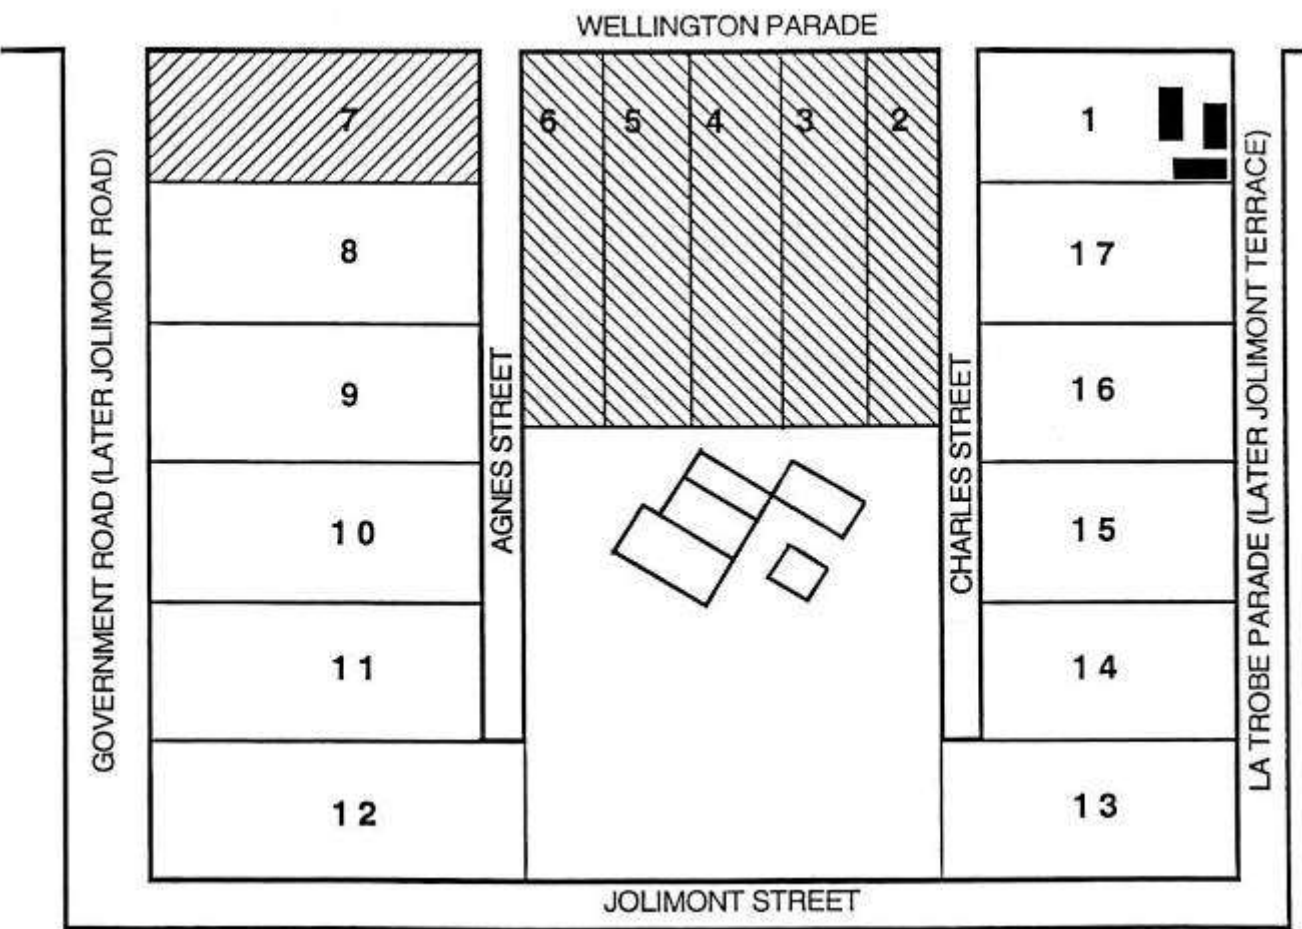 WELLINGTON PARADE
7
6
5
4
3
2
1
8
17
9
16
10
15
11
14
12
13
GOVERNMENT ROAD (LATER JOLIMONT ROAD)
AGNES STREET
CHARLES STREET
LA TROBE PARADE (LATER JOLIMONT TERRACE)
JOLIMONT STREET